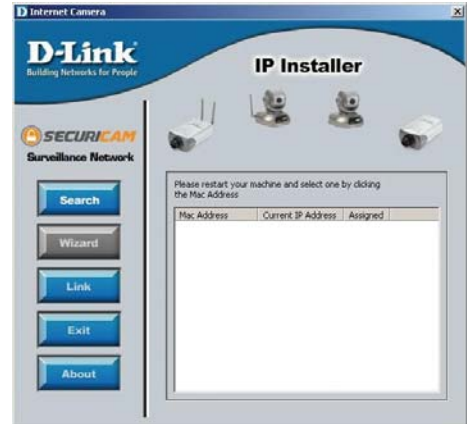 Internet Camera
D-Link
Building Networks for People
IP Installer
SECURICAM
Surveillance Network
Please restart your machine and select one by clicking
the Mac Address
Mac Address Current IP Address Assigned
Search
Wizard
Link
Exit
About